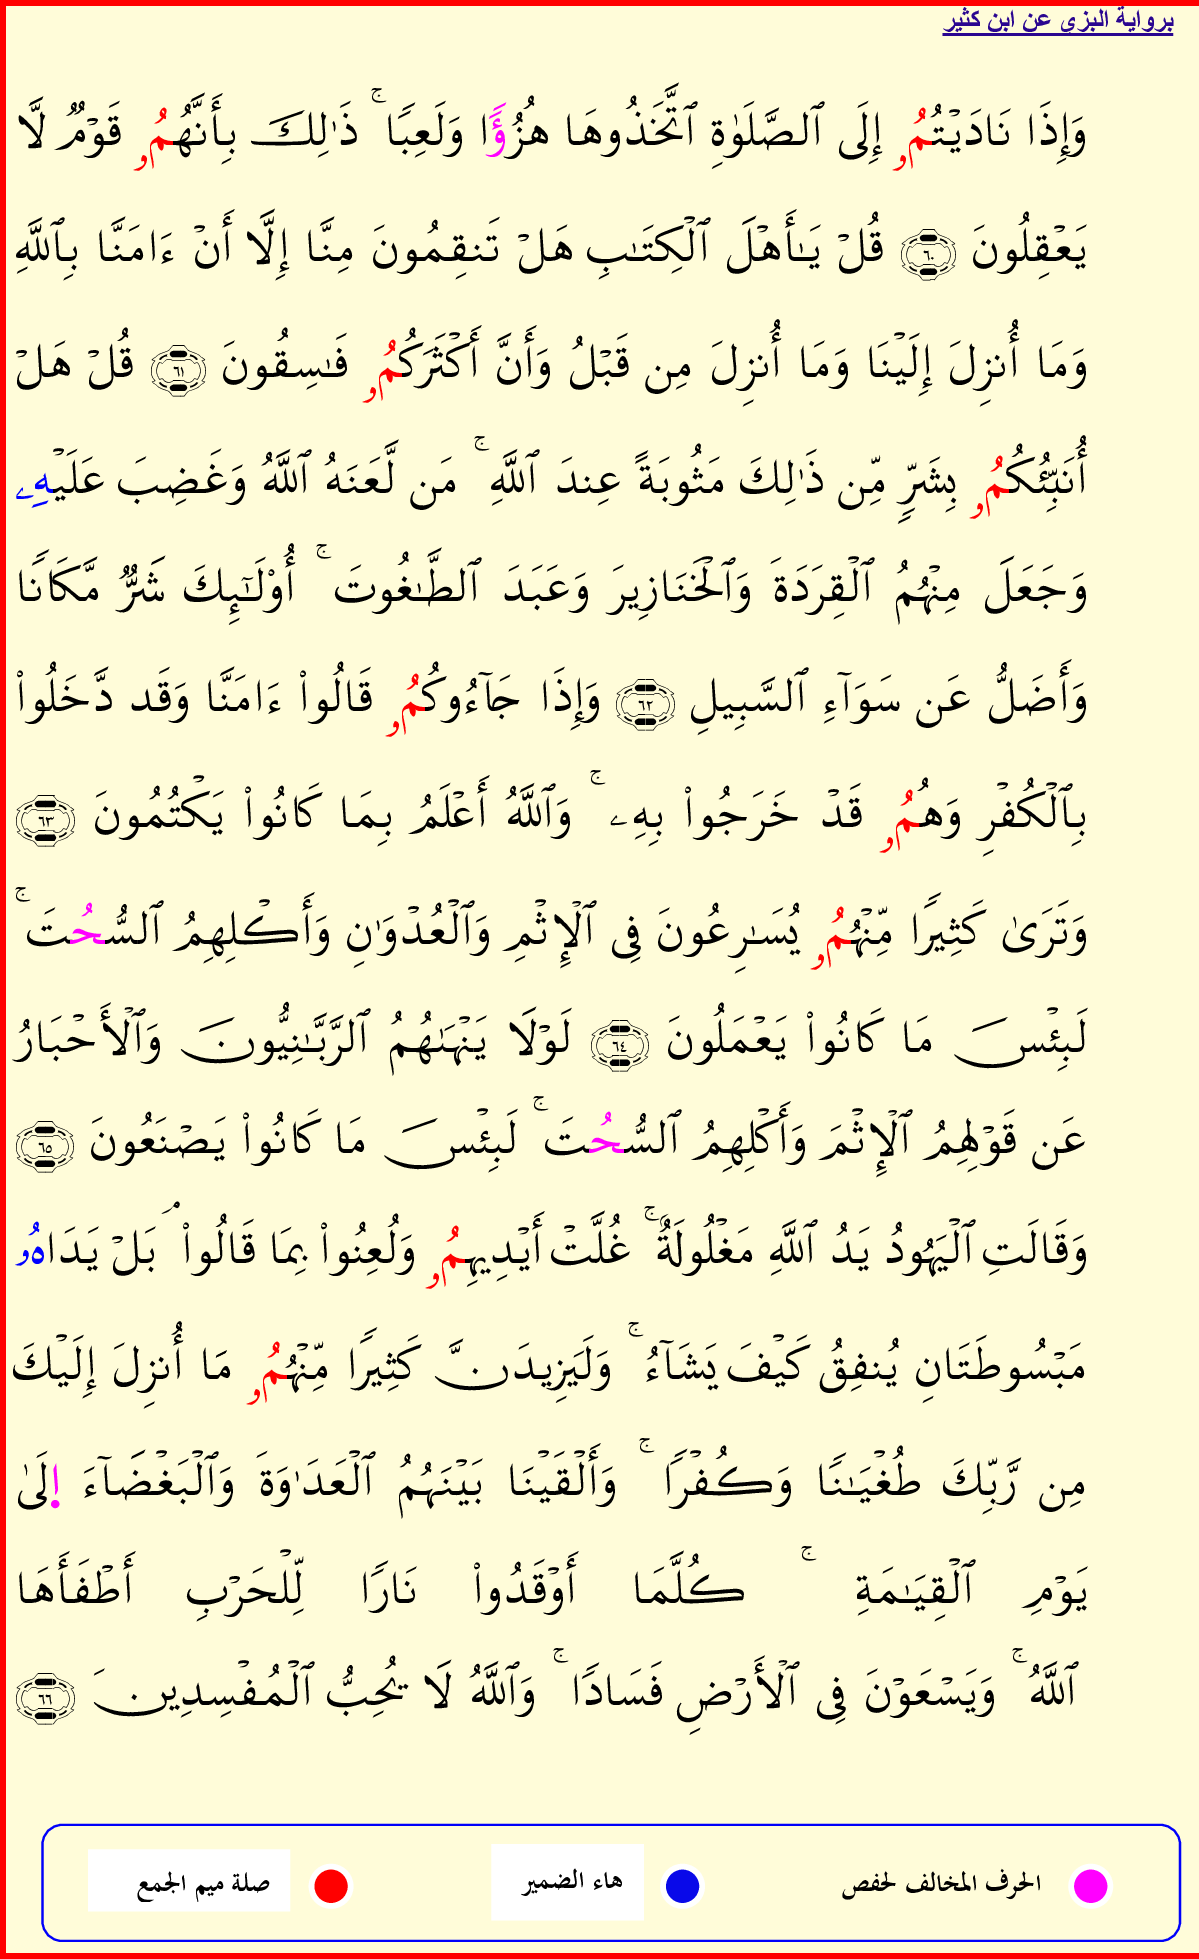 برواية البزى عن ابن كثير
وَإِذَا نَادَيْتُمُۥ إِلَى ٱلصَّلَوٰةِ ٱتَّخَذُوهَا هُزُؤًا وَلَعِبًا ۚ ذَٰلِكَ بِأَنَّهُمُۥ قَوْمٌ لَّا
يَعْقِلُونَ ٦٠ قُلْ يَـٰٓأَهْلَ ٱلْكِتَـٰبِ هَلْ تَنقِمُونَ مِنَّا إِلَّا أَنْ ءَامَنَّا بِٱللَّهِ
وَمَا أُنزِلَ إِلَيْنَا وَمَا أُنزِلَ مِن قَبْلُ وَأَنَّ أَكْثَرَكُمُۥ فَـٰسِقُونَ ٦١ قُلْ هَلْ
أُنَبِّئُكُمُۥ بِشَرٍّ مِّن ذَٰلِكَ مَثُوبَةً عِندَ ٱللَّهِ ۚ مَن لَّعَنَهُ ٱللَّهُ وَغَضِبَ عَلَيْهِۦ
وَجَعَلَ مِنْهُمُ ٱلْقِرَدَةَ وَٱلْخَنَازِيرَ وَعَبَدَ ٱلطَّـٰغُوتَ ۚ أُوْلَـٰٓئِكَ شَرٌّ مَّكَانًا
وَأَضَلُّ عَن سَوَآءِ ٱلسَّبِيلِ ٦٢ وَإِذَا جَآءُوكُمُۥ قَالُواْ ءَامَنَّا وَقَد دَّخَلُواْ
بِٱلْكُفْرِ وَهُمُۥ قَدْ خَرَجُواْ بِهِۦ ۚ وَٱللَّهُ أَعْلَمُ بِمَا كَانُواْ يَكْتُمُونَ ٦٣
وَتَرَىٰ كَثِيرًا مِّنْهُمُۥ يُسَـٰرِعُونَ فِى ٱلْإِثْمِ وَٱلْعُدْوَٰنِ وَأَكْلِهِمُ ٱلسُّحُتَ ۚ
لَبِئْسَ مَا كَانُواْ يَعْمَلُونَ ٦٤ لَوْلَا يَنْهَىٰهُمُ ٱلرَّبَّـٰنِيُّونَ وَٱلْأَحْبَارُ
عَن قَوْلِهِمُ ٱلْإِثْمَ وَأَكْلِهِمُ ٱلسُّحُتَ ۚ لَبِئْسَ مَا كَانُواْ يَصْنَعُونَ ٦٥
وَقَالَتِ ٱلْيَهُودُ يَدُ ٱللَّهِ مَغْلُولَةٌ ۚ غُلَّتْ أَيْدِيهِمُۥ وَلُعِنُواْ بِمَا قَالُواْ ۘ بَلْ يَدَاهُۥ
مَبْسُوطَتَانِ يُنفِقُ كَيْفَ يَشَآءُ ۚ وَلَيَزِيدَنَّ كَثِيرًا مِّنْهُمُۥ مَا أُنزِلَ إِلَيْكَ
مِن رَّبِّكَ طُغْيَـٰنًا وَكُفْرًا ۚ وَأَلْقَيْنَا بَيْنَهُمُ ٱلْعَدَٰوَةَ وَٱلْبَغْضَآءَ إِلَىٰ
يَوْمِ ٱلْقِيَـٰمَةِ ۚ كُلَّمَا أَوْقَدُواْ نَارًا لِّلْحَرْبِ أَطْفَأَهَا
ٱللَّهُ ۚ وَيَسْعَوْنَ فِى ٱلْأَرْضِ فَسَادًا ۚ وَٱللَّهُ لَا يُحِبُّ ٱلْمُفْسِدِينَ ٦٦
الحرف المخالف لحفص هاء الضمير صلة ميم الجمع